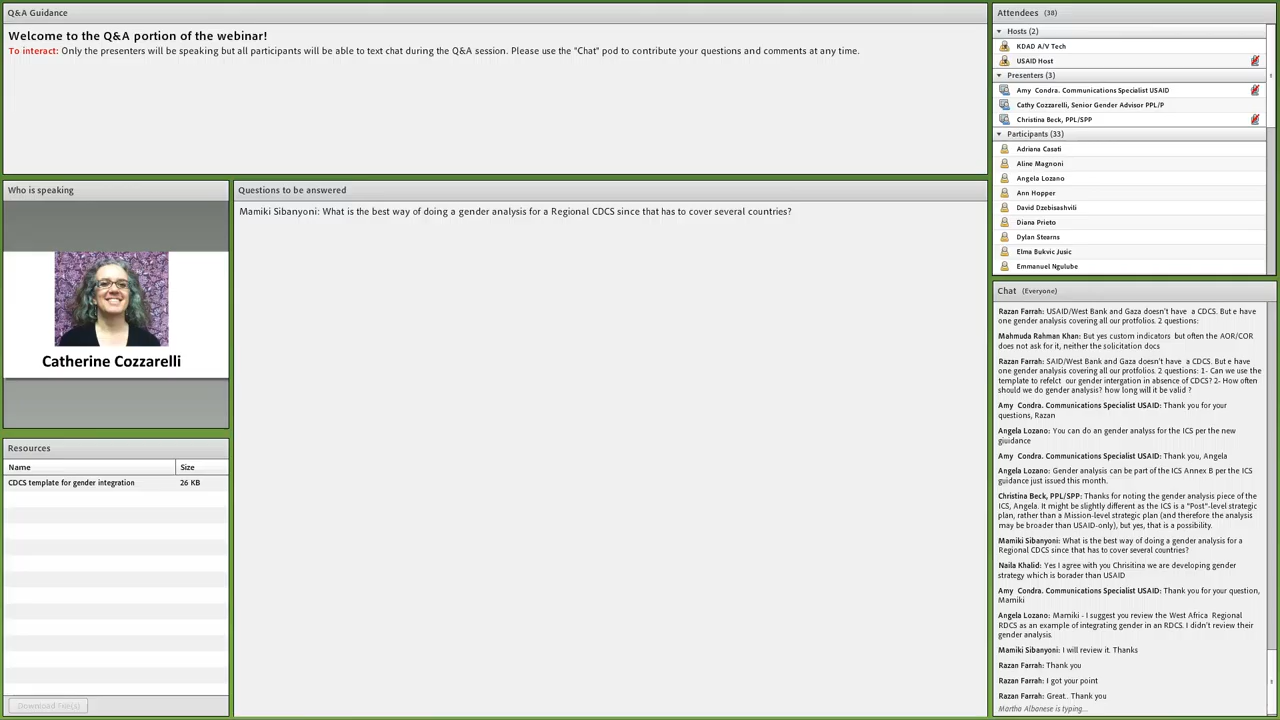 Q&A Guidance
Welcome to the Q&A portion of the webinar!
To interact: Only the presenters will be speaking but all participants will be able to text chat during the Q&A session. Please use the "Chat" pod to contribute your questions and comments at any time.
Who is speaking
Catherine Cozzarelli
Resources
Name Size
CDCS template for gender integration 26 KB
Download File(s)
Questions to be answered
Mamiki Sibanyoni: What is the best way of doing a gender analysis for a Regional CDCS since that has to cover several countries?
Attendees (38)
Hosts (2)
KDAD A/V Tech
USAID Host
Presenters (3)
Amy Condra. Communications Specialist USAID
Cathy Cozzarelli, Senior Gender Advisor PPL/P
Christina Beck, PPL/SPP
Participants (33)
Adriana Casati
Aline Magnoni
Angela Lozano
Ann Hopper
David Dzebisashvili
Diana Prieto
Dylan Stearns
Elma Bukvic Jusic
Emmanuel Ngulube
Chat (Everyone)
Razan Farrah: USAID/West Bank and Gaza doesn't have a CDCS. But e have
one gender analysis covering all our protfolios. 2 questions:
Mahmuda Rahman Khan: But yes custom indicators but often the AOR/COR
does not ask for it, neither the solicitation docs
Razan Farrah: SAID/West Bank and Gaza doesn't have a CDCS. But e have
one gender analysis covering all our protfolios. 2 questions: 1- Can we use the
template to refelct our gender intergation in absence of CDCS? 2- How often
should we do gender analysis? how long will it be valid ?
Amy Condra. Communications Specialist USAID: Thank you for your
questions, Razan
Angela Lozano: You can do an gender analysis for the ICS per the new
giuidance
Amy Condra. Communications Specialist USAID: Thank you, Angela
Angela Lozano: Gender analysis can be part of the ICS Annex B per the ICS
guidance just issued this month.
Christina Beck, PPL/SPP: Thanks for noting the gender analysis piece of the
ICS, Angela. It might be slightly different as the ICS is a "Post"-level strategic
plan, rather than a Mission-level strategic plan (and therefore the analysis
may be broader than USAID-only), but yes, that is a possibility.
Mamiki Sibanyoni: What is the best way of doing a gender analysis for a
Regional CDCS since that has to cover several countries?
Naila Khalid: Yes I agree with you Chrisitina we are developing gender
strategy which is borader than USAID
Amy Condra. Communications Specialist USAID: Thank you for your question,
Mamiki
Angela Lozano: Mamiki - I suggest you review the West Africa Regional
RDCS as an example of integrating gender in an RDCS. I didn't review their
gender analysis.
Mamiki Sibanyoni: I will review it. Thanks
Razan Farrah: Thank you
Razan Farrah: I got your point
Razan Farrah: Great.. Thank you
Martha Albanese is typing...